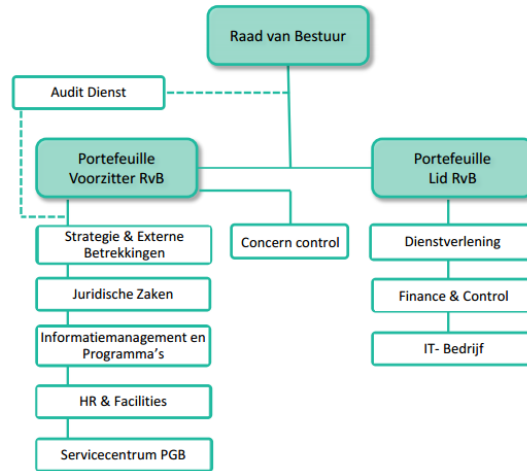 Raad van Bestuur
Audit Dienst
Portefeuille
Voorzitter RvB
Portefeuille
Lid RvB
Strategie & Externe
Betrekkingen
Concern control
Dienstverlening
Juridische Zaken
Finance & Control
Informatiemanagement en
Programma's
IT- Bedrijf
HR & Facilities
Servicecentrum PGB